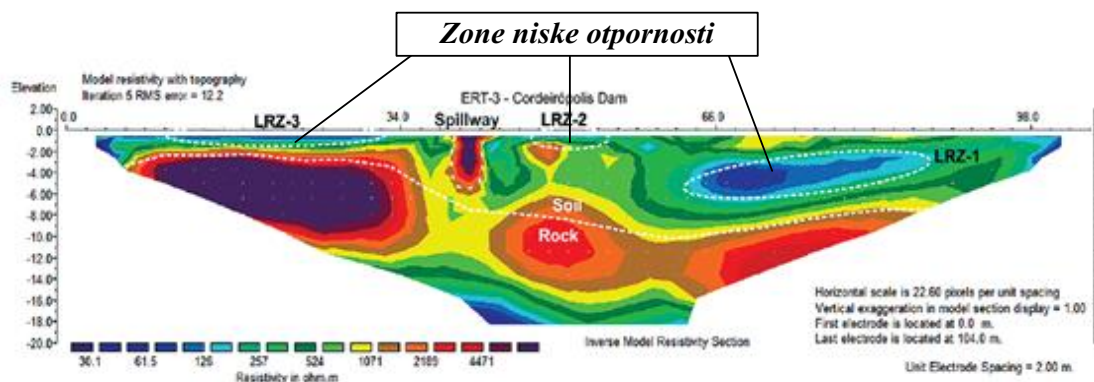 Zone niske otpornosti
Model resistivity with topography
Iteration 5 RMS error = 12.2
Elevation
ERT-3 - Cordeirópolis Dam
LRZ-3 Spillway LRZ-2
0.0 34.0 66.0 98.0
2.00
0.0
-2.00
-4.00
-6.00
-8.00
-10.0
-12.0
-14.0
-16.0
-18.0
-20.0
LRZ-1
Soil
Rock
Horizontal scale is 22.60 pixels per unit spacing
Vertical exaggeration in model section display = 1.00
First electrode is located at 0.0 m.
Last electrode is located at 104.0 m.
Inverse Model Resistivity Section
30.1 61.5 126 257 524 1071 2189 4471
Resistivity in ohm.m
Unit Electrode Spacing = 2.00 m.